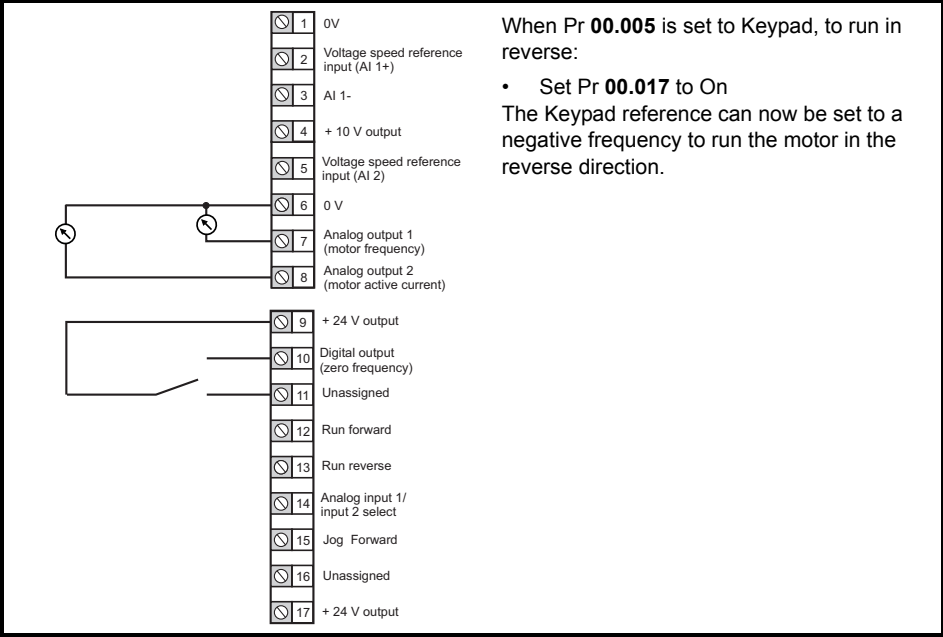 1 0V
2 Voltage speed reference
input (AI 1+)
3 AI 1-
4 + 10 V output
5 Voltage speed reference
input (AI 2)
6 0 V
7 Analog output 1
(motor frequency)
8 Analog output 2
(motor active current)
9 + 24 V output
10 Digital output
(zero frequency)
11 Unassigned
12 Run forward
13 Run reverse
14 Analog input 1/
input 2 select
15 Jog Forward
16 Unassigned
17 + 24 V output
When Pr 00.005 is set to Keypad, to run in
reverse:
• Set Pr 00.017 to On
The Keypad reference can now be set to a
negative frequency to run the motor in the
reverse direction.